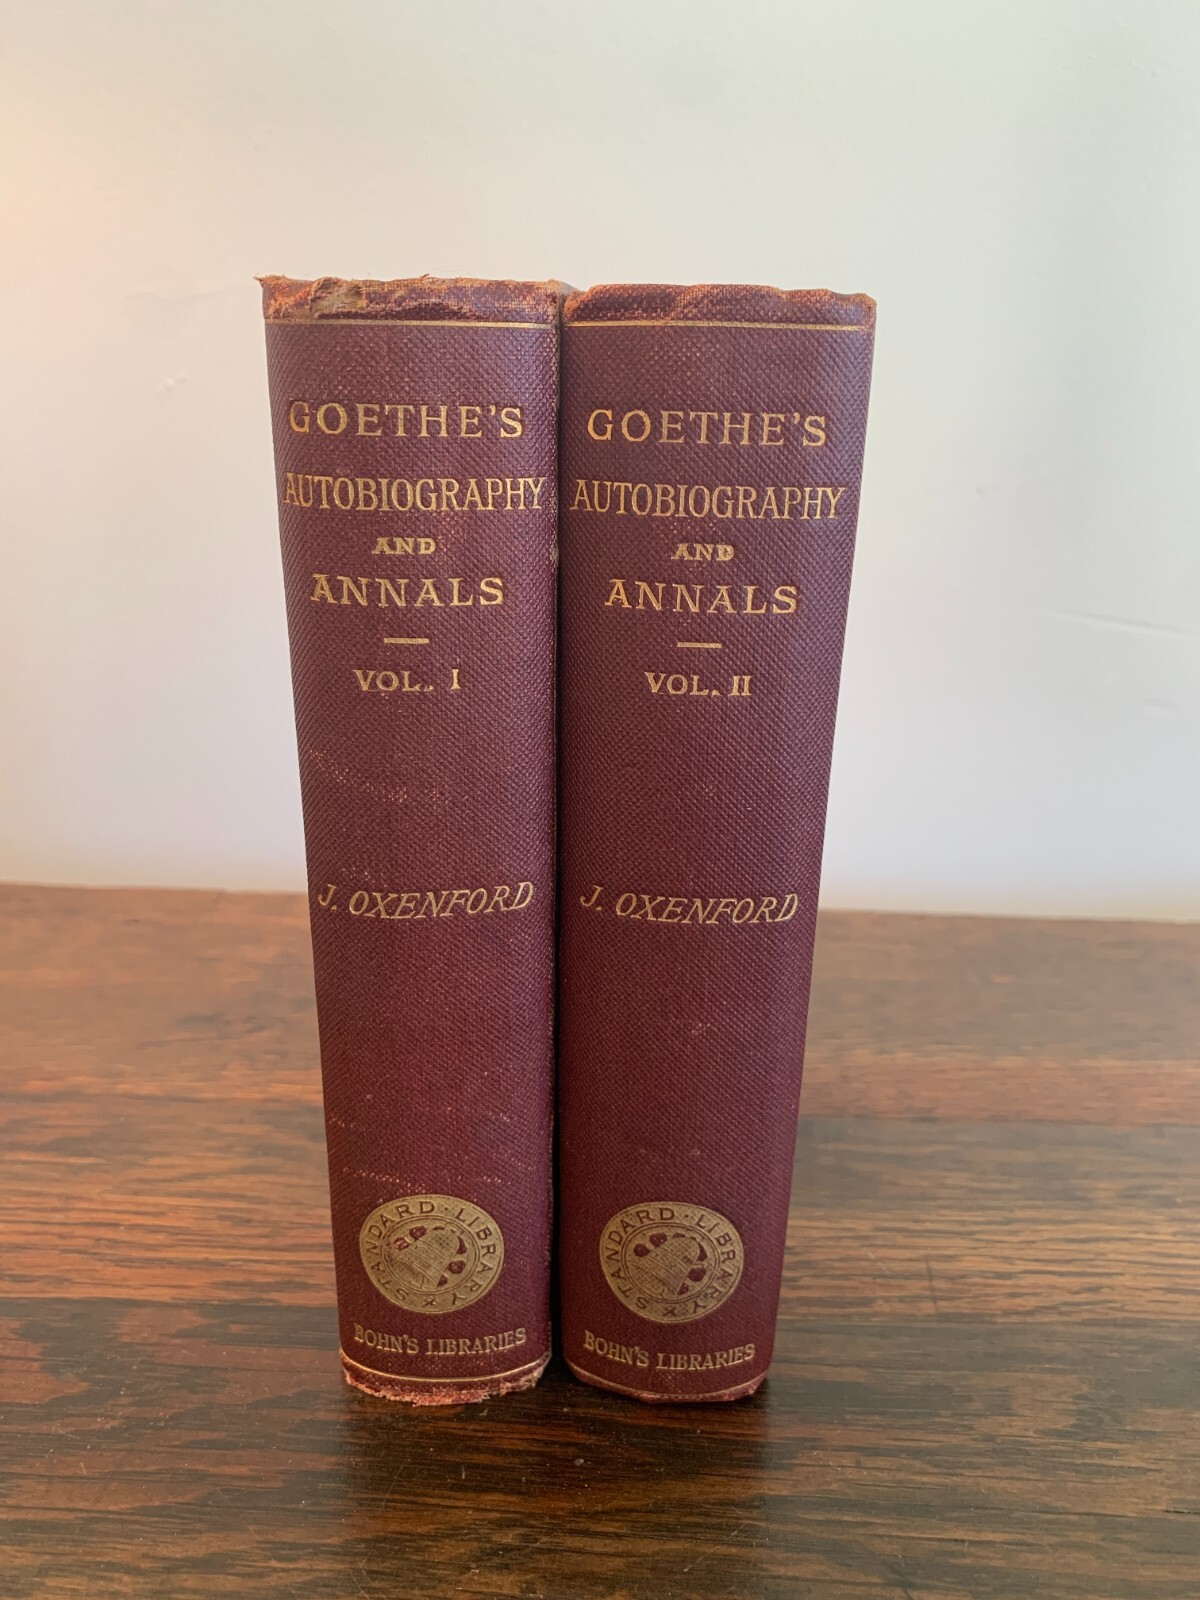 GOETHE'S
AUTOBIOGRAPHY
AND
ANNALS
VOL. I
J. OXENFORD
STANDARD · LIBRARY
BOHN'S LIBRARIES
GOETHE'S
AUTOBIOGRAPHY
AND
ANNALS
VOL. II
J. OXENFORD
STANDARD · LIBRARY
BOHN'S LIBRARIES